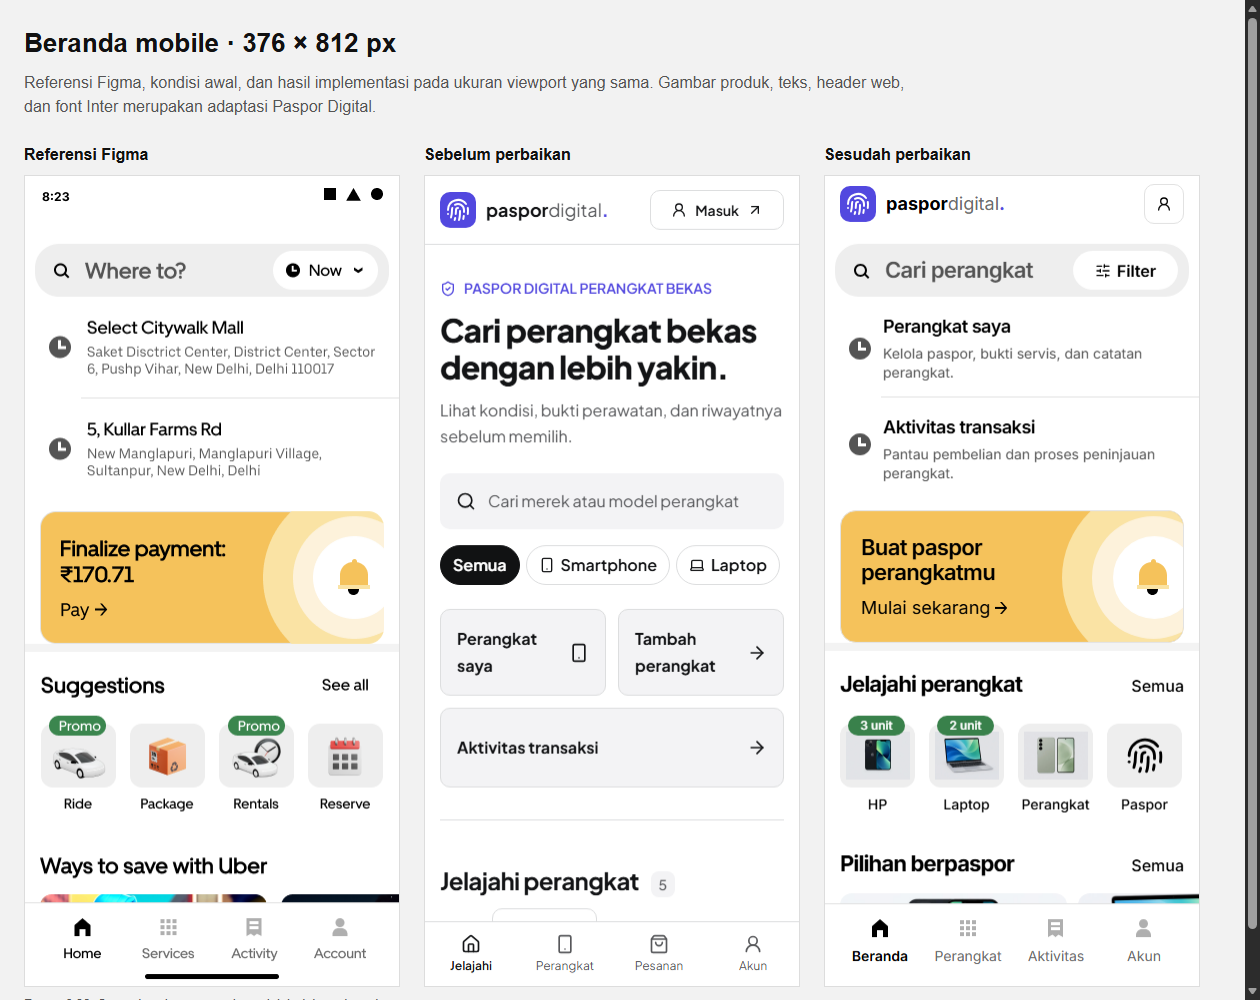 Beranda mobile · 376 × 812 px
Referensi Figma, kondisi awal, dan hasil implementasi pada ukuran viewport yang sama. Gambar produk, teks, header web,
dan font Inter merupakan adaptasi Paspor Digital.
Referensi Figma
8:23
Where to?
Now
Select Citywalk Mall
Saket Disctrict Center, District Center, Sector
6, Pushp Vihar, New Delhi, Delhi 110017
5, Kullar Farms Rd
New Manglapuri, Manglapuri Village,
Sultanpur, New Delhi, Delhi
Finalize payment:
₹170.71
Pay →
Suggestions
See all
Promo
Promo
Ride
Package
Rentals
Reserve
Ways to save with Uber
Home
Services
Activity
Account
Sebelum perbaikan
paspordigital.
Masuk
PASPOR DIGITAL PERANGKAT BEKAS
Cari perangkat bekas
dengan lebih yakin.
Lihat kondisi, bukti perawatan, dan riwayatnya
sebelum memilih.
Cari merek atau model perangkat
Semua
Smartphone
Laptop
Perangkat
saya
Tambah
perangkat
Aktivitas transaksi
Jelajahi perangkat
5
Jelajahi
Perangkat
Pesanan
Akun
Sesudah perbaikan
paspordigital.
Cari perangkat
Filter
Perangkat saya
Kelola paspor, bukti servis, dan catatan
perangkat.
Aktivitas transaksi
Pantau pembelian dan proses peninjauan
perangkat.
Buat paspor
perangkatmu
Mulai sekarang →
Jelajahi perangkat
Semua
3 unit
2 unit
HP
Laptop
Perangkat
Paspor
Pilihan berpaspor
Semua
Beranda
Perangkat
Aktivitas
Akun